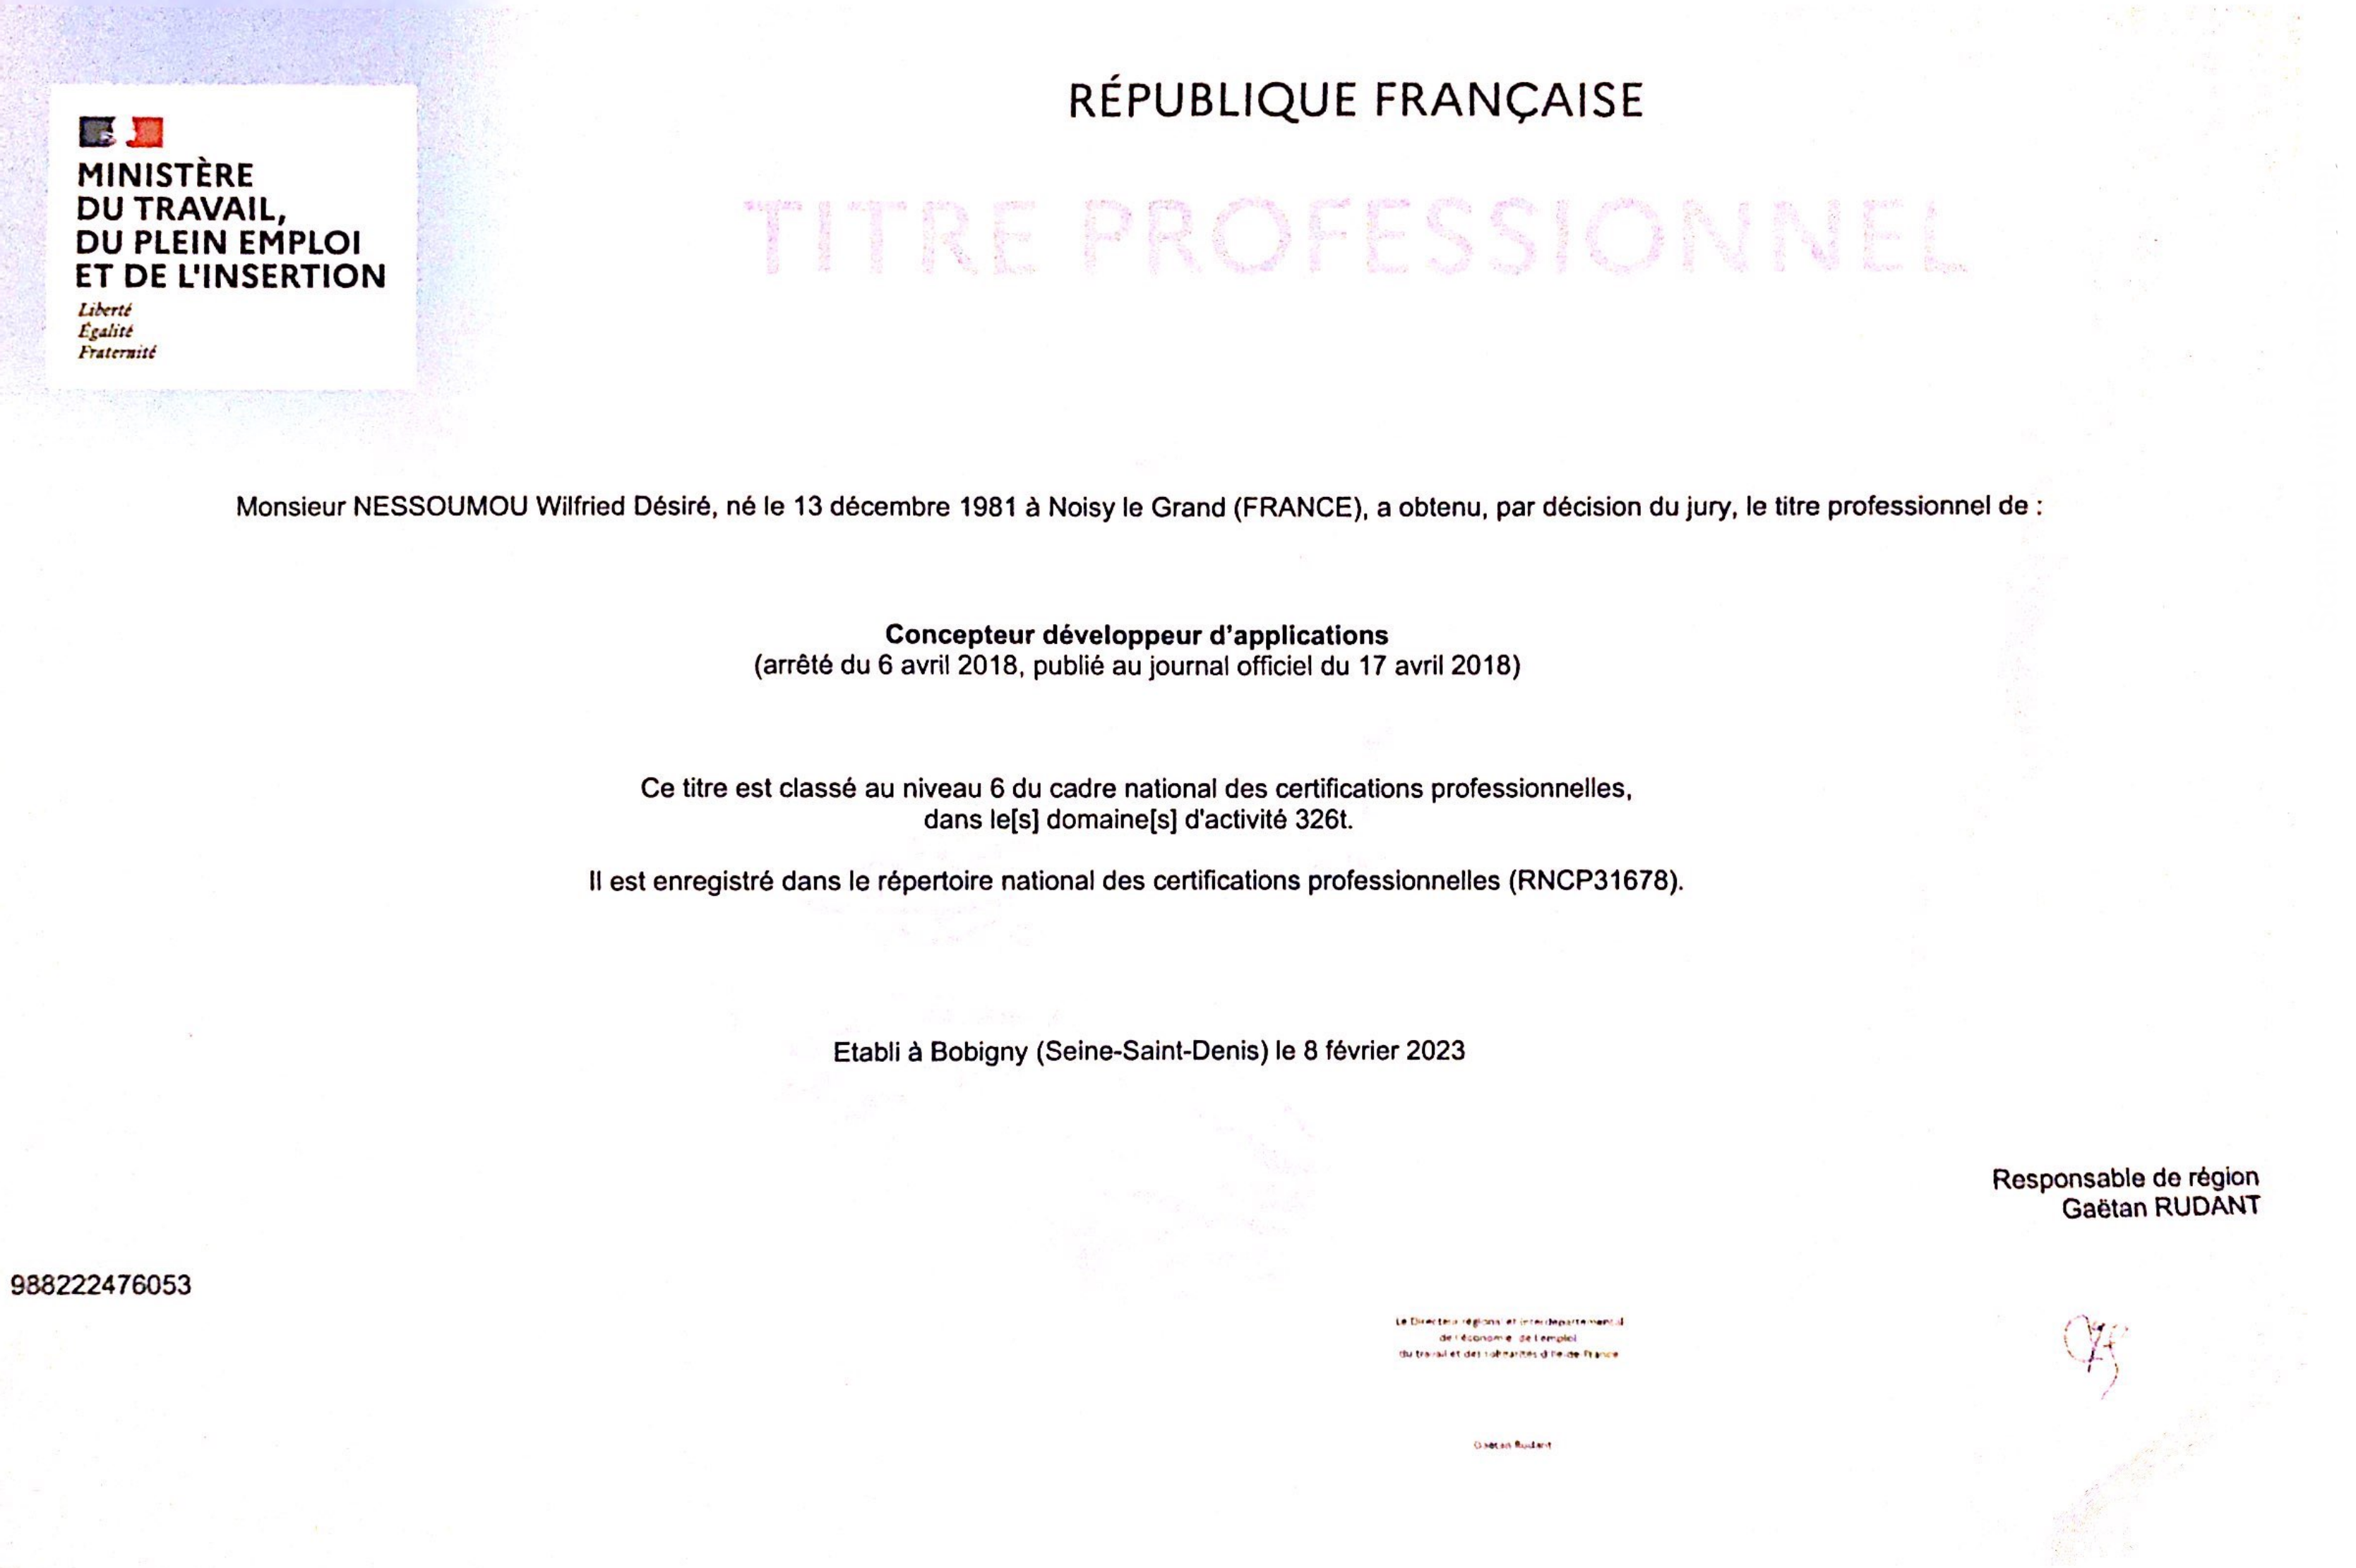 RÉPUBLIQUE FRANÇAISE
TITRE PROFESSIONNEL
MINISTÈRE
DU TRAVAIL,
DU PLEIN EMPLOI
ET DE L'INSERTION
Liberté
Égalité
Fraternité
Monsieur NESSOUMOU Wilfried Désiré, né le 13 décembre 1981 à Noisy le Grand (FRANCE), a obtenu, par décision du jury, le titre professionnel de :
Concepteur développeur d'applications
(arrêté du 6 avril 2018, publié au journal officiel du 17 avril 2018)
Ce titre est classé au niveau 6 du cadre national des certifications professionnelles,
dans le[s] domaine[s] d'activité 326t.
Il est enregistré dans le répertoire national des certifications professionnelles (RNCP31678).
Etabli à Bobigny (Seine-Saint-Denis) le 8 février 2023
Responsable de région
Gaëtan RUDANT
988222476053
Le Directeur régional et interdépartemental
de l'économie de l'emploi
du travail et des solidarités d'Ile-de-France
Gaëtan Rudant